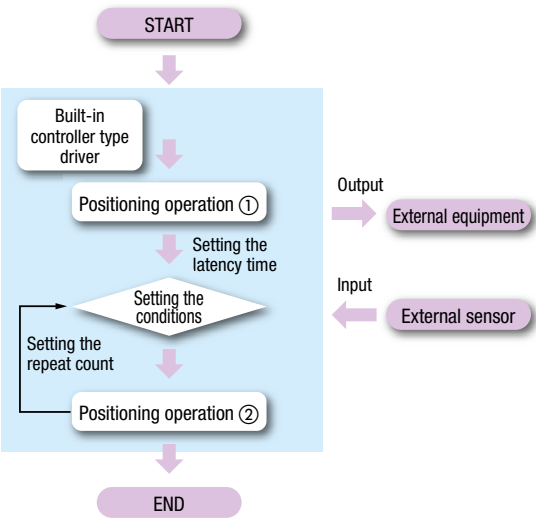 START
Built-in
controller type
driver
Positioning operation ①
Output
External equipment
Setting the
latency time
Setting the
conditions
Input
External sensor
Setting the
repeat count
Positioning operation ②
END